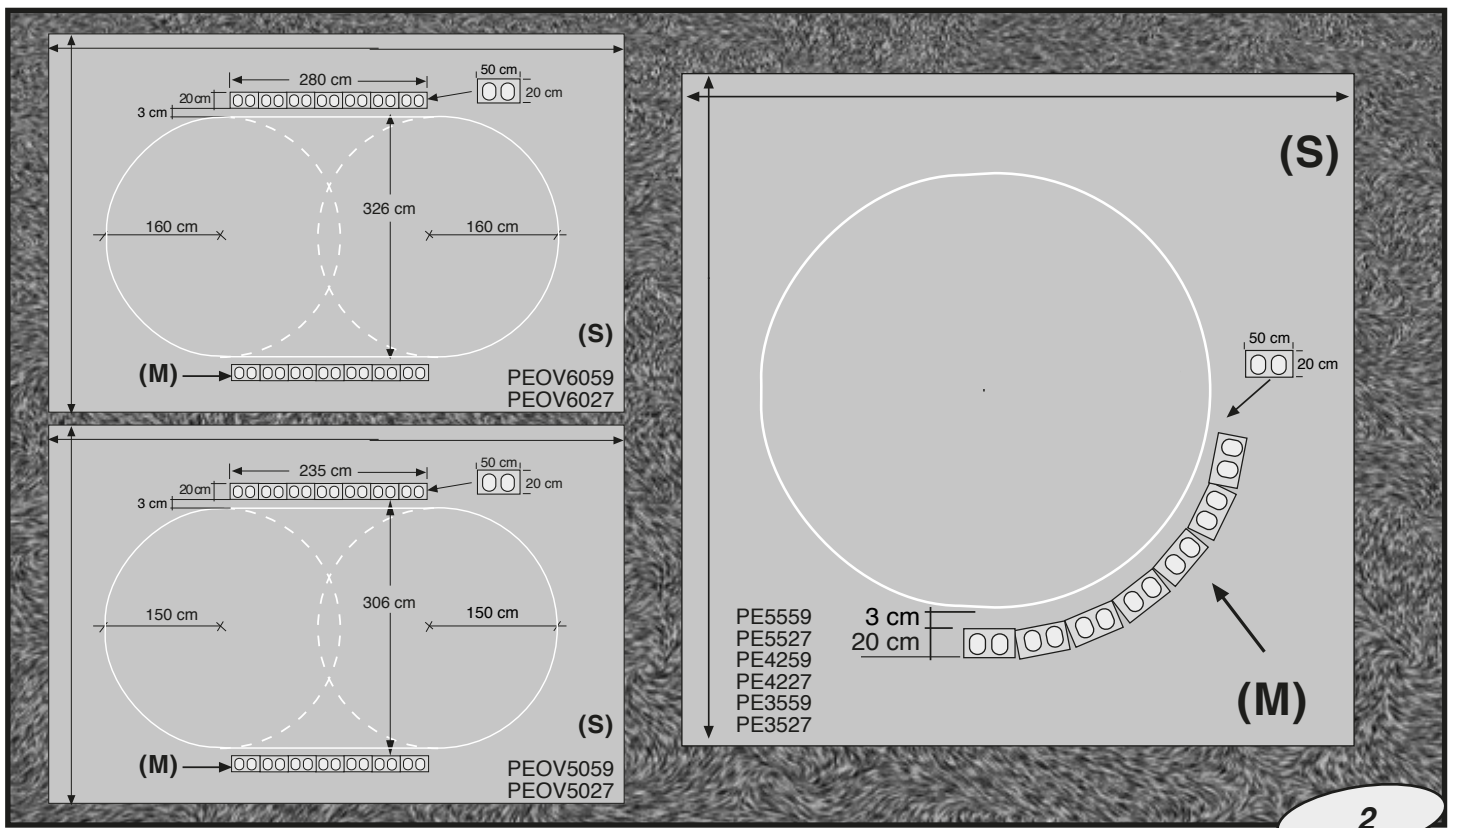 280 cm
50 cm
20 cm
20 cm
3 cm
326 cm
160 cm
160 cm
(S)
(M)
PEOV6059
PEOV6027
235 cm
50 cm
20 cm
20 cm
3 cm
306 cm
150 cm
150 cm
(S)
(M)
PEOV5059
PEOV5027
(S)
50 cm
20 cm
3 cm
20 cm
PE5559
PE5527
PE4259
PE4227
PE3559
PE3527
(M)
2